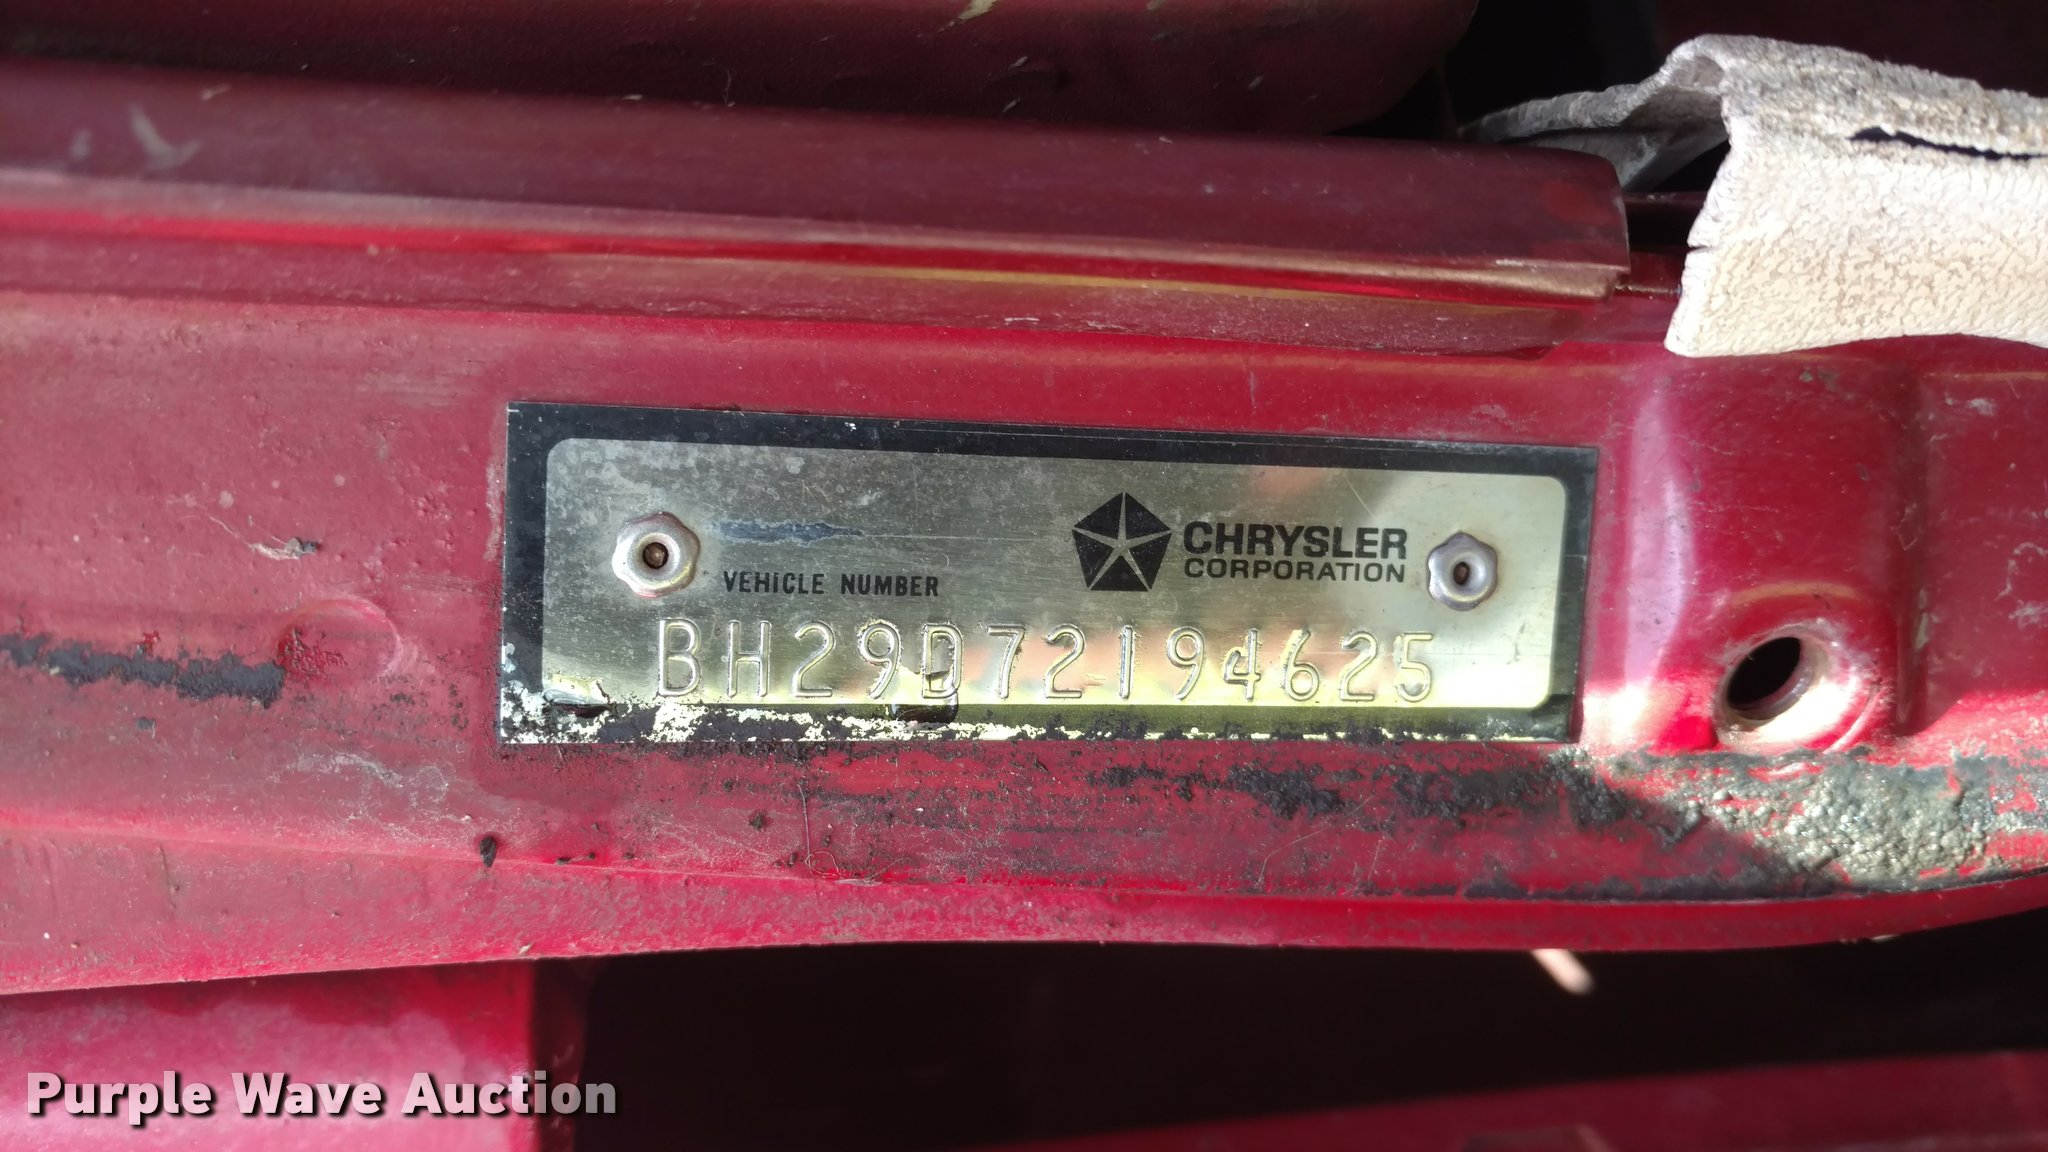 CHRYSLER
CORPORATION
VEHICLE NUMBER
BH29D72194625
Purple Wave Auction